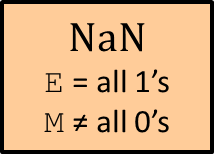 NaN
E = all 1’s
M ≠ all 0’s